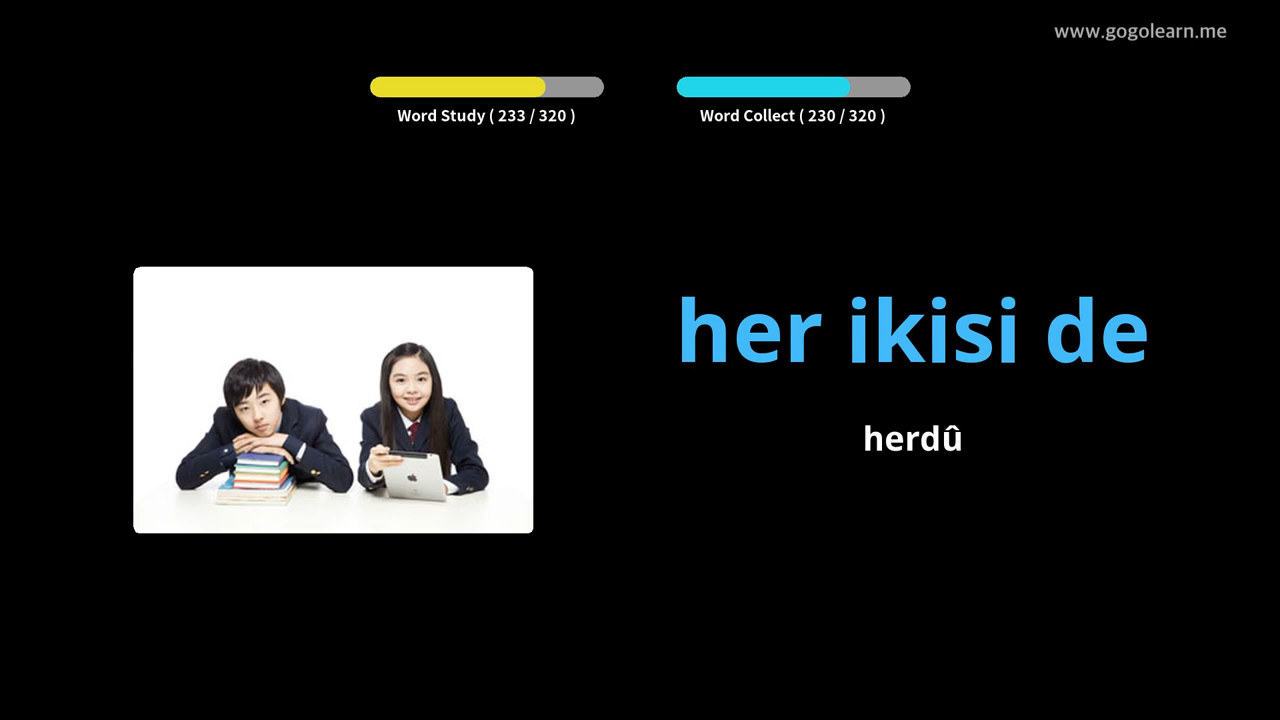 www.gogolearn.me
Word Study ( 233 / 320 )
Word Collect ( 230 / 320 )
her ikisi de
herdû